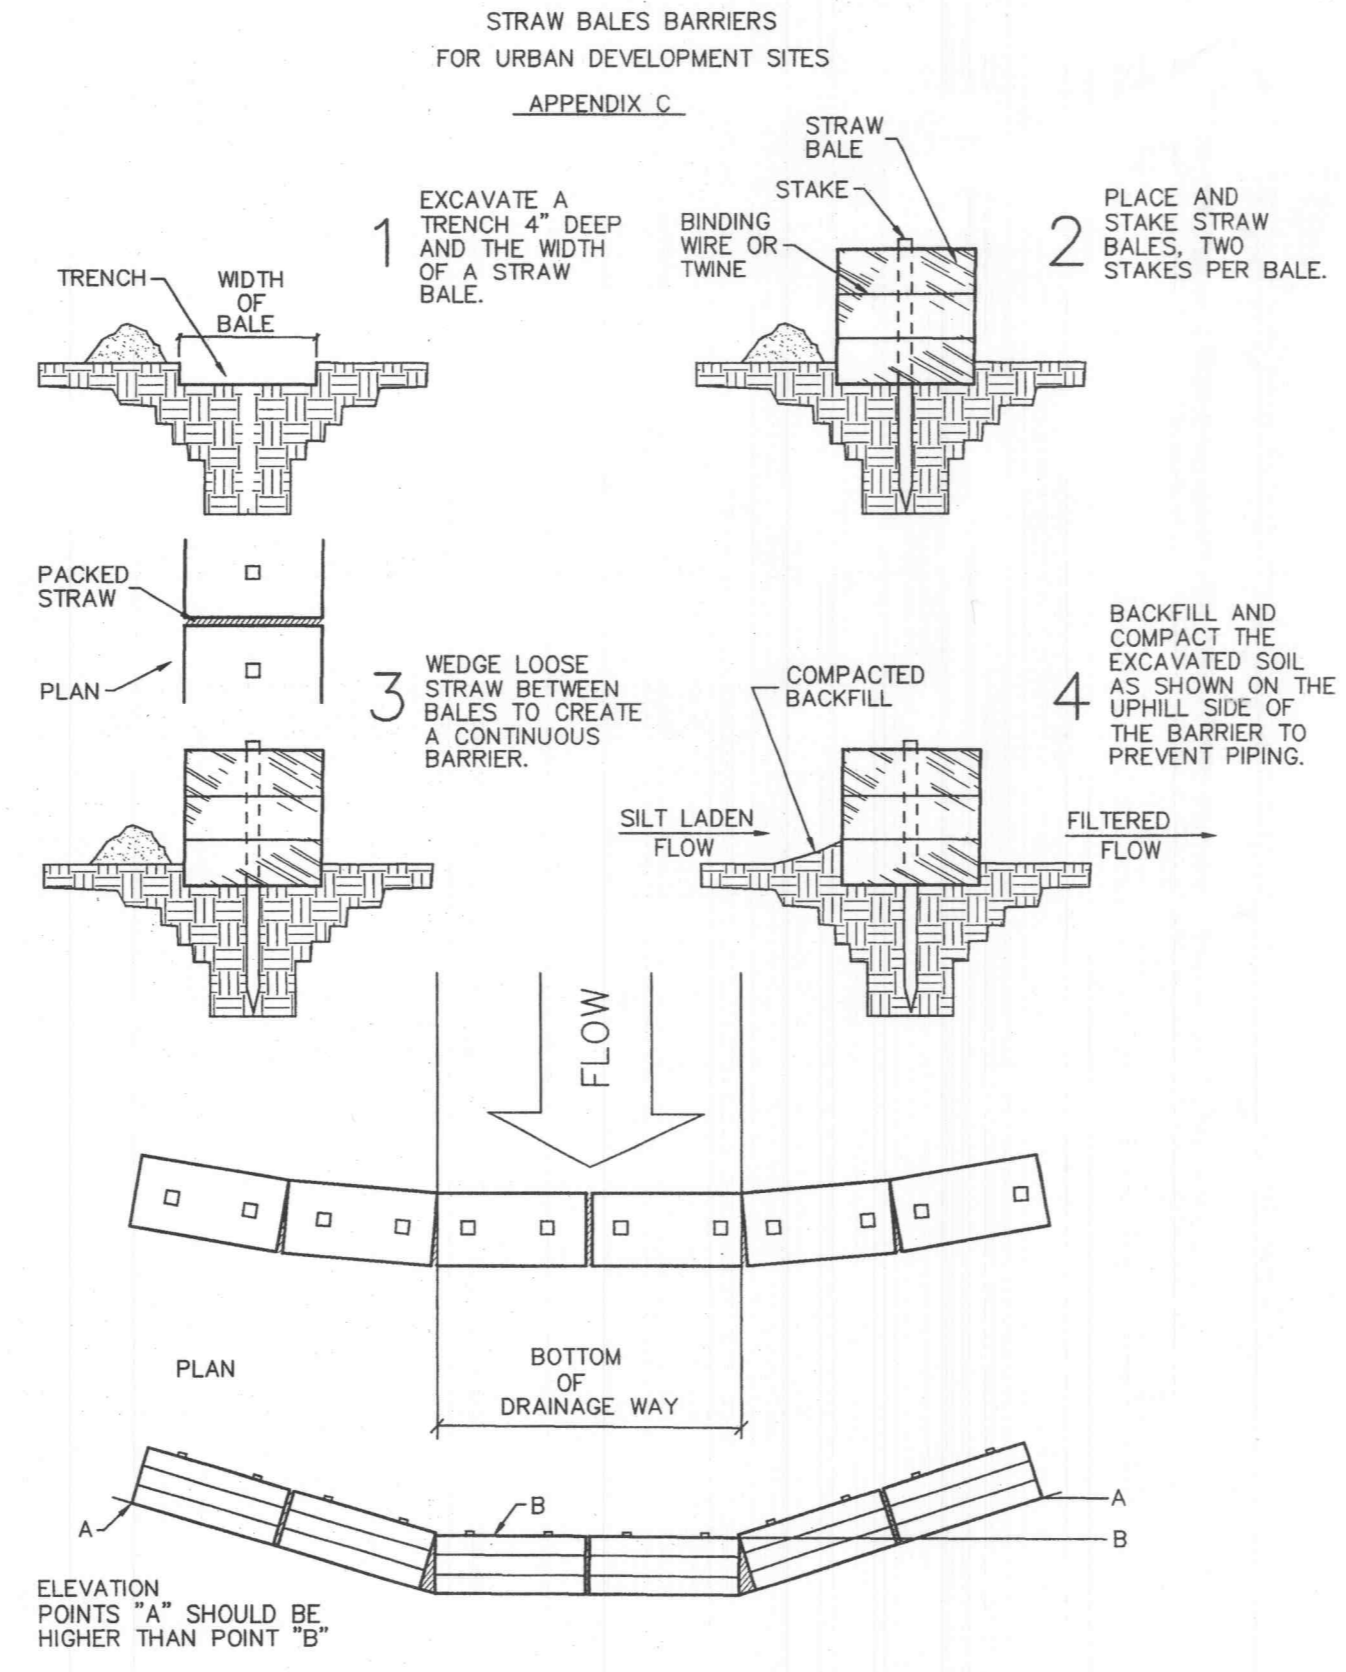 STRAW BALES BARRIERS
FOR URBAN DEVELOPMENT SITES
APPENDIX C
1
EXCAVATE A
TRENCH 4" DEEP
AND THE WIDTH
OF A STRAW
BALE.
TRENCH
WIDTH
OF
BALE
STRAW
BALE
STAKE
BINDING
WIRE OR
TWINE
2
PLACE AND
STAKE STRAW
BALES, TWO
STAKES PER BALE.
PACKED
STRAW
PLAN
3
WEDGE LOOSE
STRAW BETWEEN
BALES TO CREATE
A CONTINUOUS
BARRIER.
COMPACTED
BACKFILL
4
BACKFILL AND
COMPACT THE
EXCAVATED SOIL
AS SHOWN ON THE
UPHILL SIDE OF
THE BARRIER TO
PREVENT PIPING.
SILT LADEN
FLOW
FILTERED
FLOW
FLOW
PLAN
BOTTOM
OF
DRAINAGE WAY
A
B
A
B
ELEVATION
POINTS "A" SHOULD BE
HIGHER THAN POINT "B"